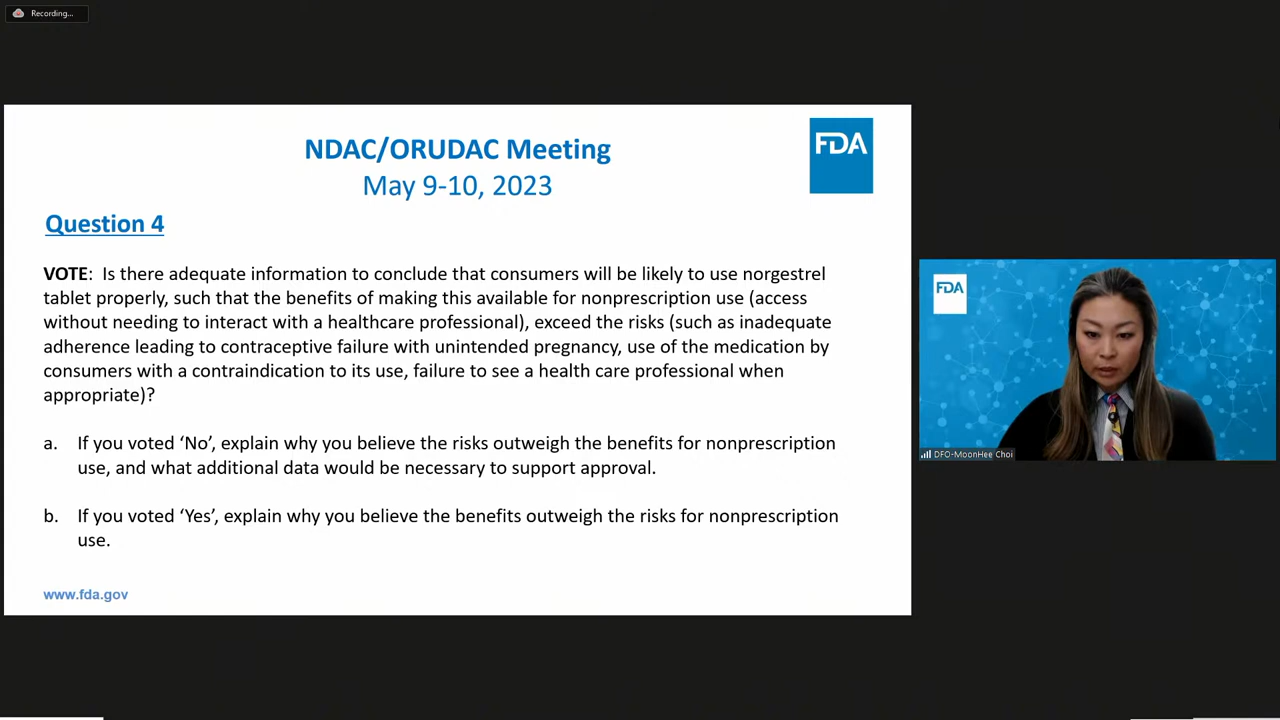 Recording...
NDAC/ORUDAC Meeting
May 9-10, 2023
FDA
Question 4
VOTE: Is there adequate information to conclude that consumers will be likely to use norgestrel
tablet properly, such that the benefits of making this available for nonprescription use (access
without needing to interact with a healthcare professional), exceed the risks (such as inadequate
adherence leading to contraceptive failure with unintended pregnancy, use of the medication by
consumers with a contraindication to its use, failure to see a health care professional when
appropriate)?
a. If you voted ‘No’, explain why you believe the risks outweigh the benefits for nonprescription
use, and what additional data would be necessary to support approval.
b. If you voted ‘Yes’, explain why you believe the benefits outweigh the risks for nonprescription
use.
www.fda.gov
FDA
DFO-MoonHee Choi